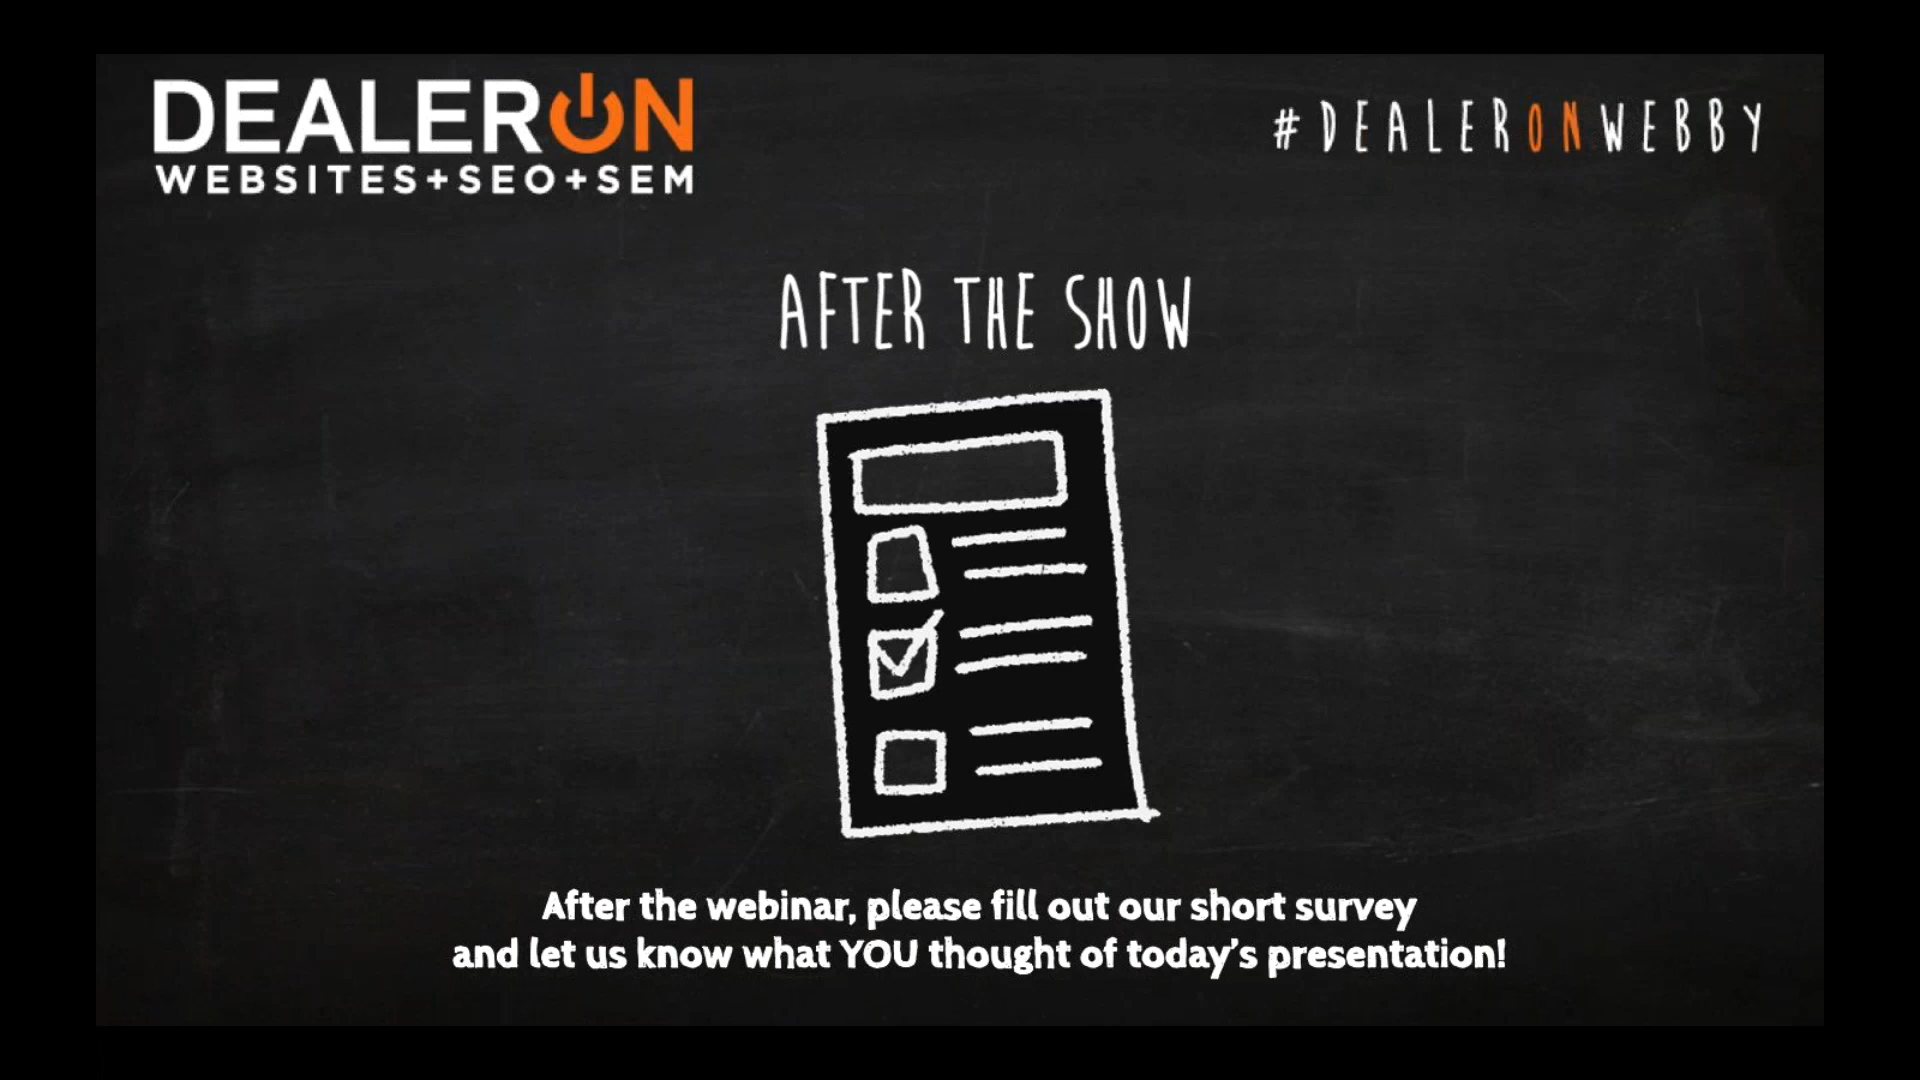 DEALERON
WEBSITES+SEO+SEM
#DEALERONWEBBY
AFTER THE SHOW
After the webinar, please fill out our short survey
and let us know what YOU thought of today's presentation!